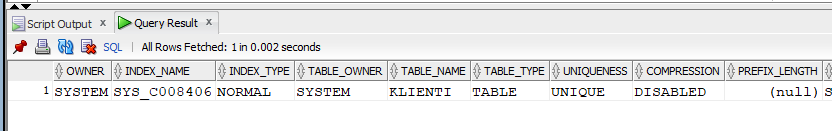 Script Output x Query Result x
SQL | All Rows Fetched: 1 in 0.002 seconds
OWNER INDEX_NAME INDEX_TYPE TABLE_OWNER TABLE_NAME TABLE_TYPE UNIQUENESS COMPRESSION PREFIX_LENGTH
1 SYSTEM SYS_C008406 NORMAL SYSTEM KLIENTI TABLE UNIQUE DISABLED (null) S